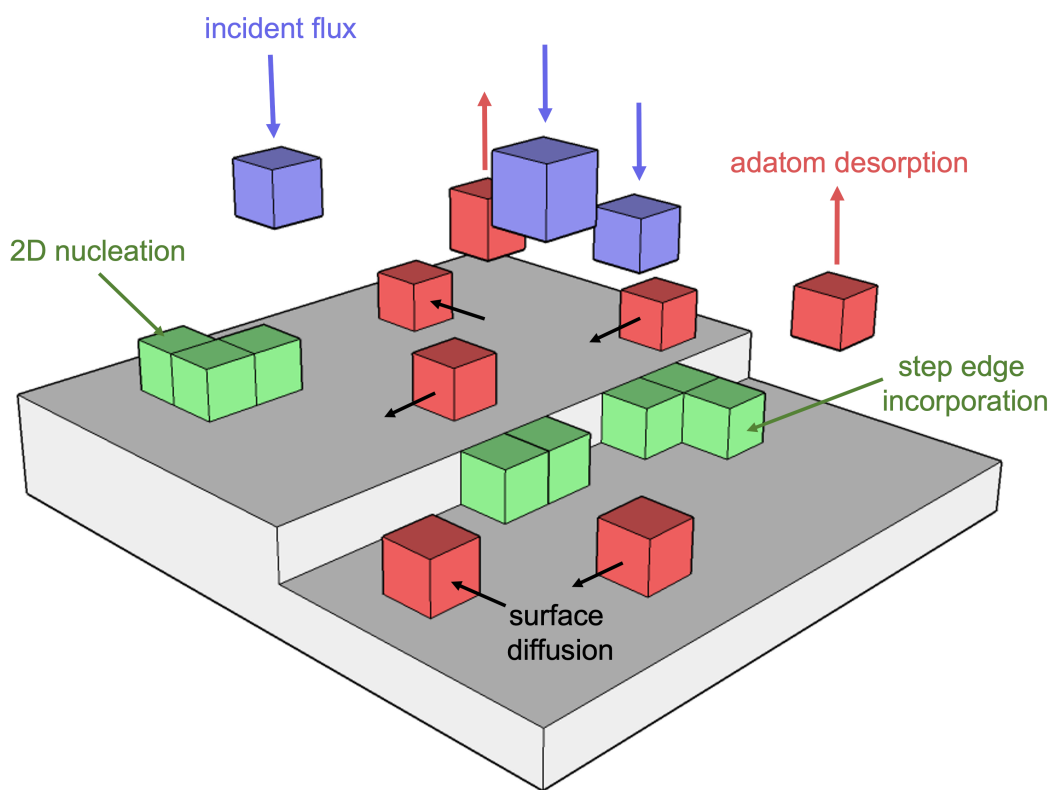 incident flux
adatom desorption
2D nucleation
step edge
incorporation
surface
diffusion